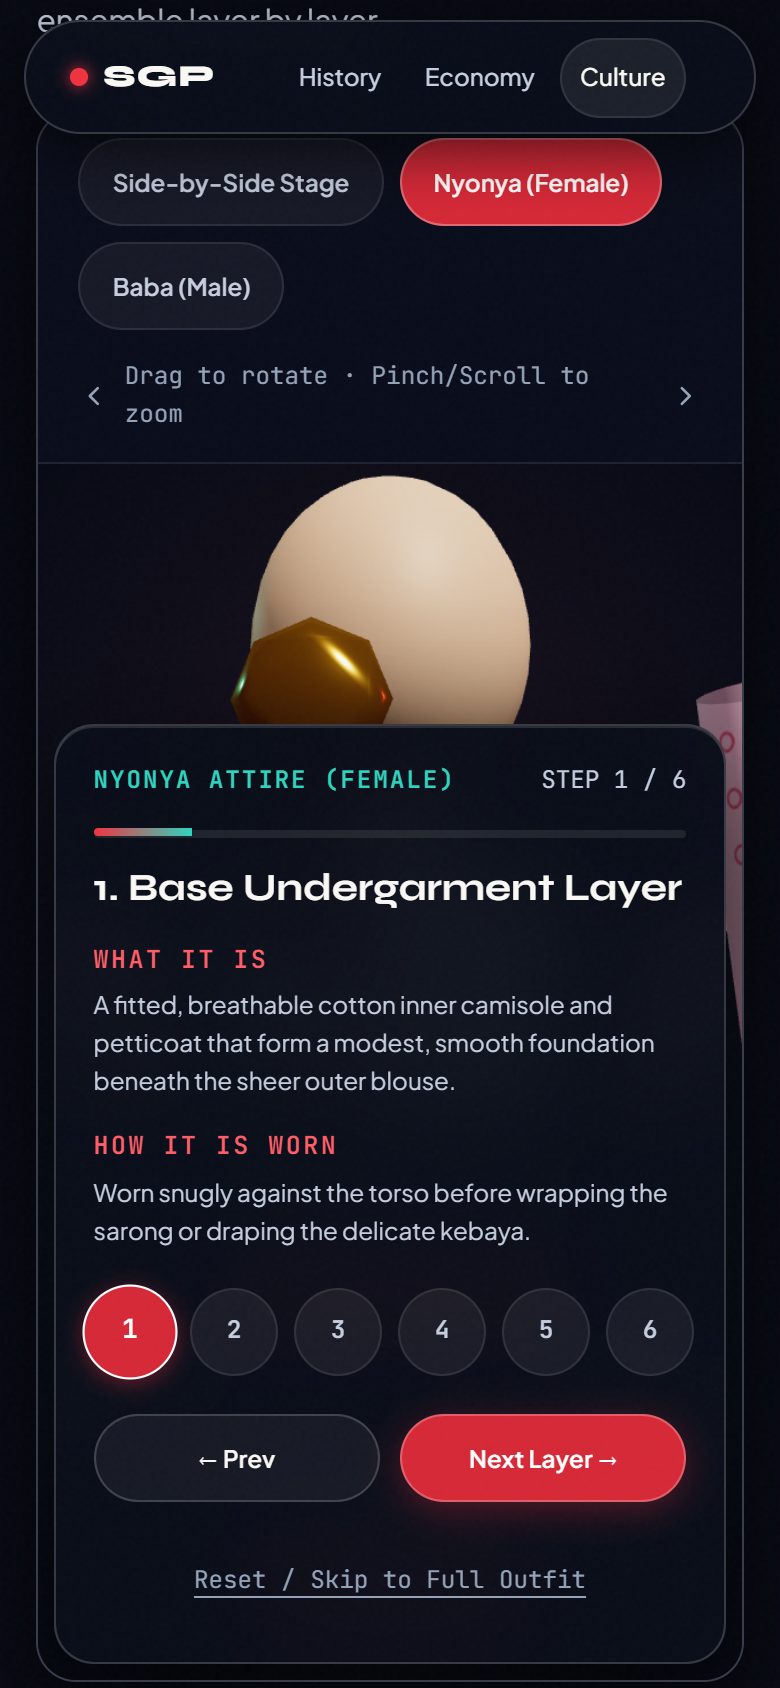 ensemble layer by layer
SGP
History
Economy
Culture
Side-by-Side Stage
Nyonya (Female)
Baba (Male)
Drag to rotate · Pinch/Scroll to
zoom
NYONYA ATTIRE (FEMALE)
STEP 1 / 6
1. Base Undergarment Layer
WHAT IT IS
A fitted, breathable cotton inner camisole and
petticoat that form a modest, smooth foundation
beneath the sheer outer blouse.
HOW IT IS WORN
Worn snugly against the torso before wrapping the
sarong or draping the delicate kebaya.
1
2
3
4
5
6
← Prev
Next Layer →
Reset / Skip to Full Outfit